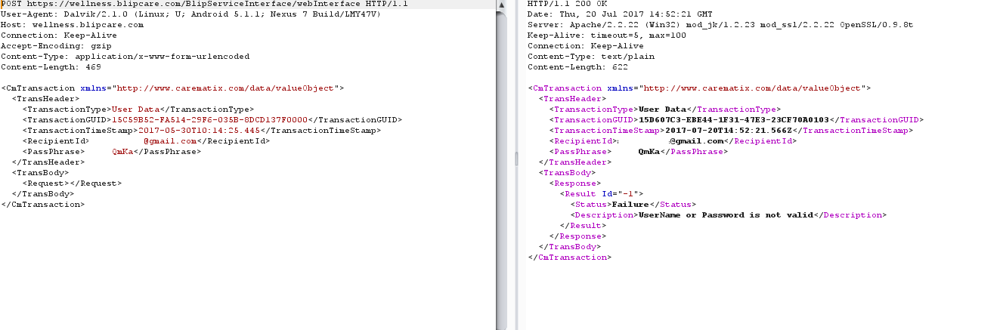 POST https://wellness.blipcare.com/BlipServiceInterface/webInterface HTTP/1.1
User-Agent: Dalvik/2.1.0 (Linux; U; Android 5.1.1; Nexus 7 Build/LMY47V)
Host: wellness.blipcare.com
Connection: Keep-Alive
Accept-Encoding: gzip
Content-Type: application/x-www-form-urlencoded
Content-Length: 469
<CmTransaction xmlns="http://www.carematix.com/data/valueObject">
<TransHeader>
<TransactionType>User Data</TransactionType>
<TransactionGUID>15C59B52-FA514-29F6-035B-8DCD137F0000</TransactionGUID>
<TransactionTimeStamp>2017-05-30T10:14:25.445</TransactionTimeStamp>
<RecipientId> @gmail.com</RecipientId>
<PassPhrase> QmKa</PassPhrase>
</TransHeader>
<TransBody>
<Request></Request>
</TransBody>
</CmTransaction>
HTTP/1.1 200 OK
Date: Thu, 20 Jul 2017 14:52:21 GMT
Server: Apache/2.2.22 (Win32) mod_jk/1.2.23 mod_ssl/2.2.22 OpenSSL/0.9.8t
Keep-Alive: timeout=5, max=100
Connection: Keep-Alive
Content-Type: text/plain
Content-Length: 622
<CmTransaction xmlns="http://www.carematix.com/data/valueObject">
<TransHeader>
<TransactionType>User Data</TransactionType>
<TransactionGUID>15D607C3-EBE44-1F31-47E3-23CF70A0103</TransactionGUID>
<TransactionTimeStamp>2017-07-20T14:52:21.566Z</TransactionTimeStamp>
<RecipientId> @gmail.com</RecipientId>
<PassPhrase> QmKa</PassPhrase>
</TransHeader>
<TransBody>
<Response>
<Result Id="-1">
<Status>Failure</Status>
<Description>UserName or Password is not valid</Description>
</Result>
</Response>
</TransBody>
</CmTransaction>